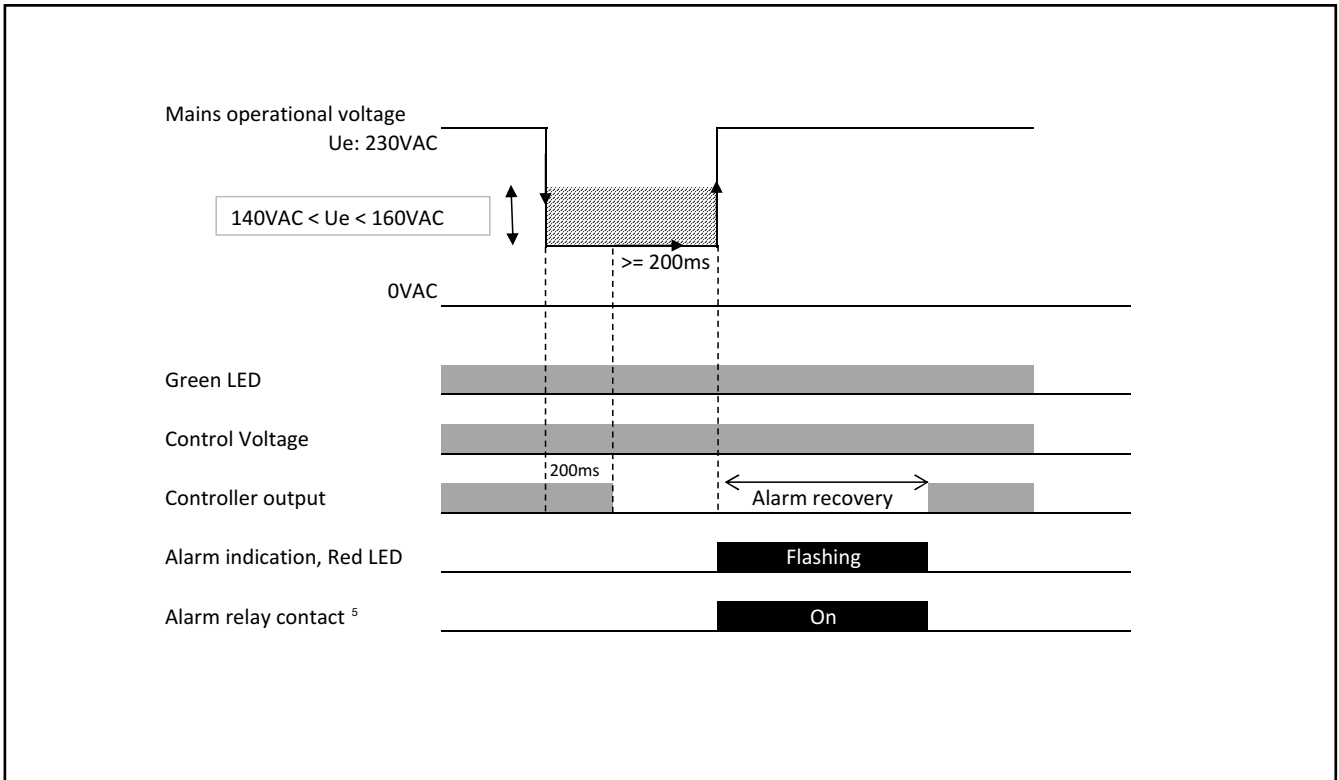 Mains operational voltage
Ue: 230VAC
140VAC < Ue < 160VAC
>= 200ms
0VAC
Green LED
Control Voltage
200ms
Controller output
Alarm recovery
Alarm indication, Red LED
Flashing
Alarm relay contact ⁵
On